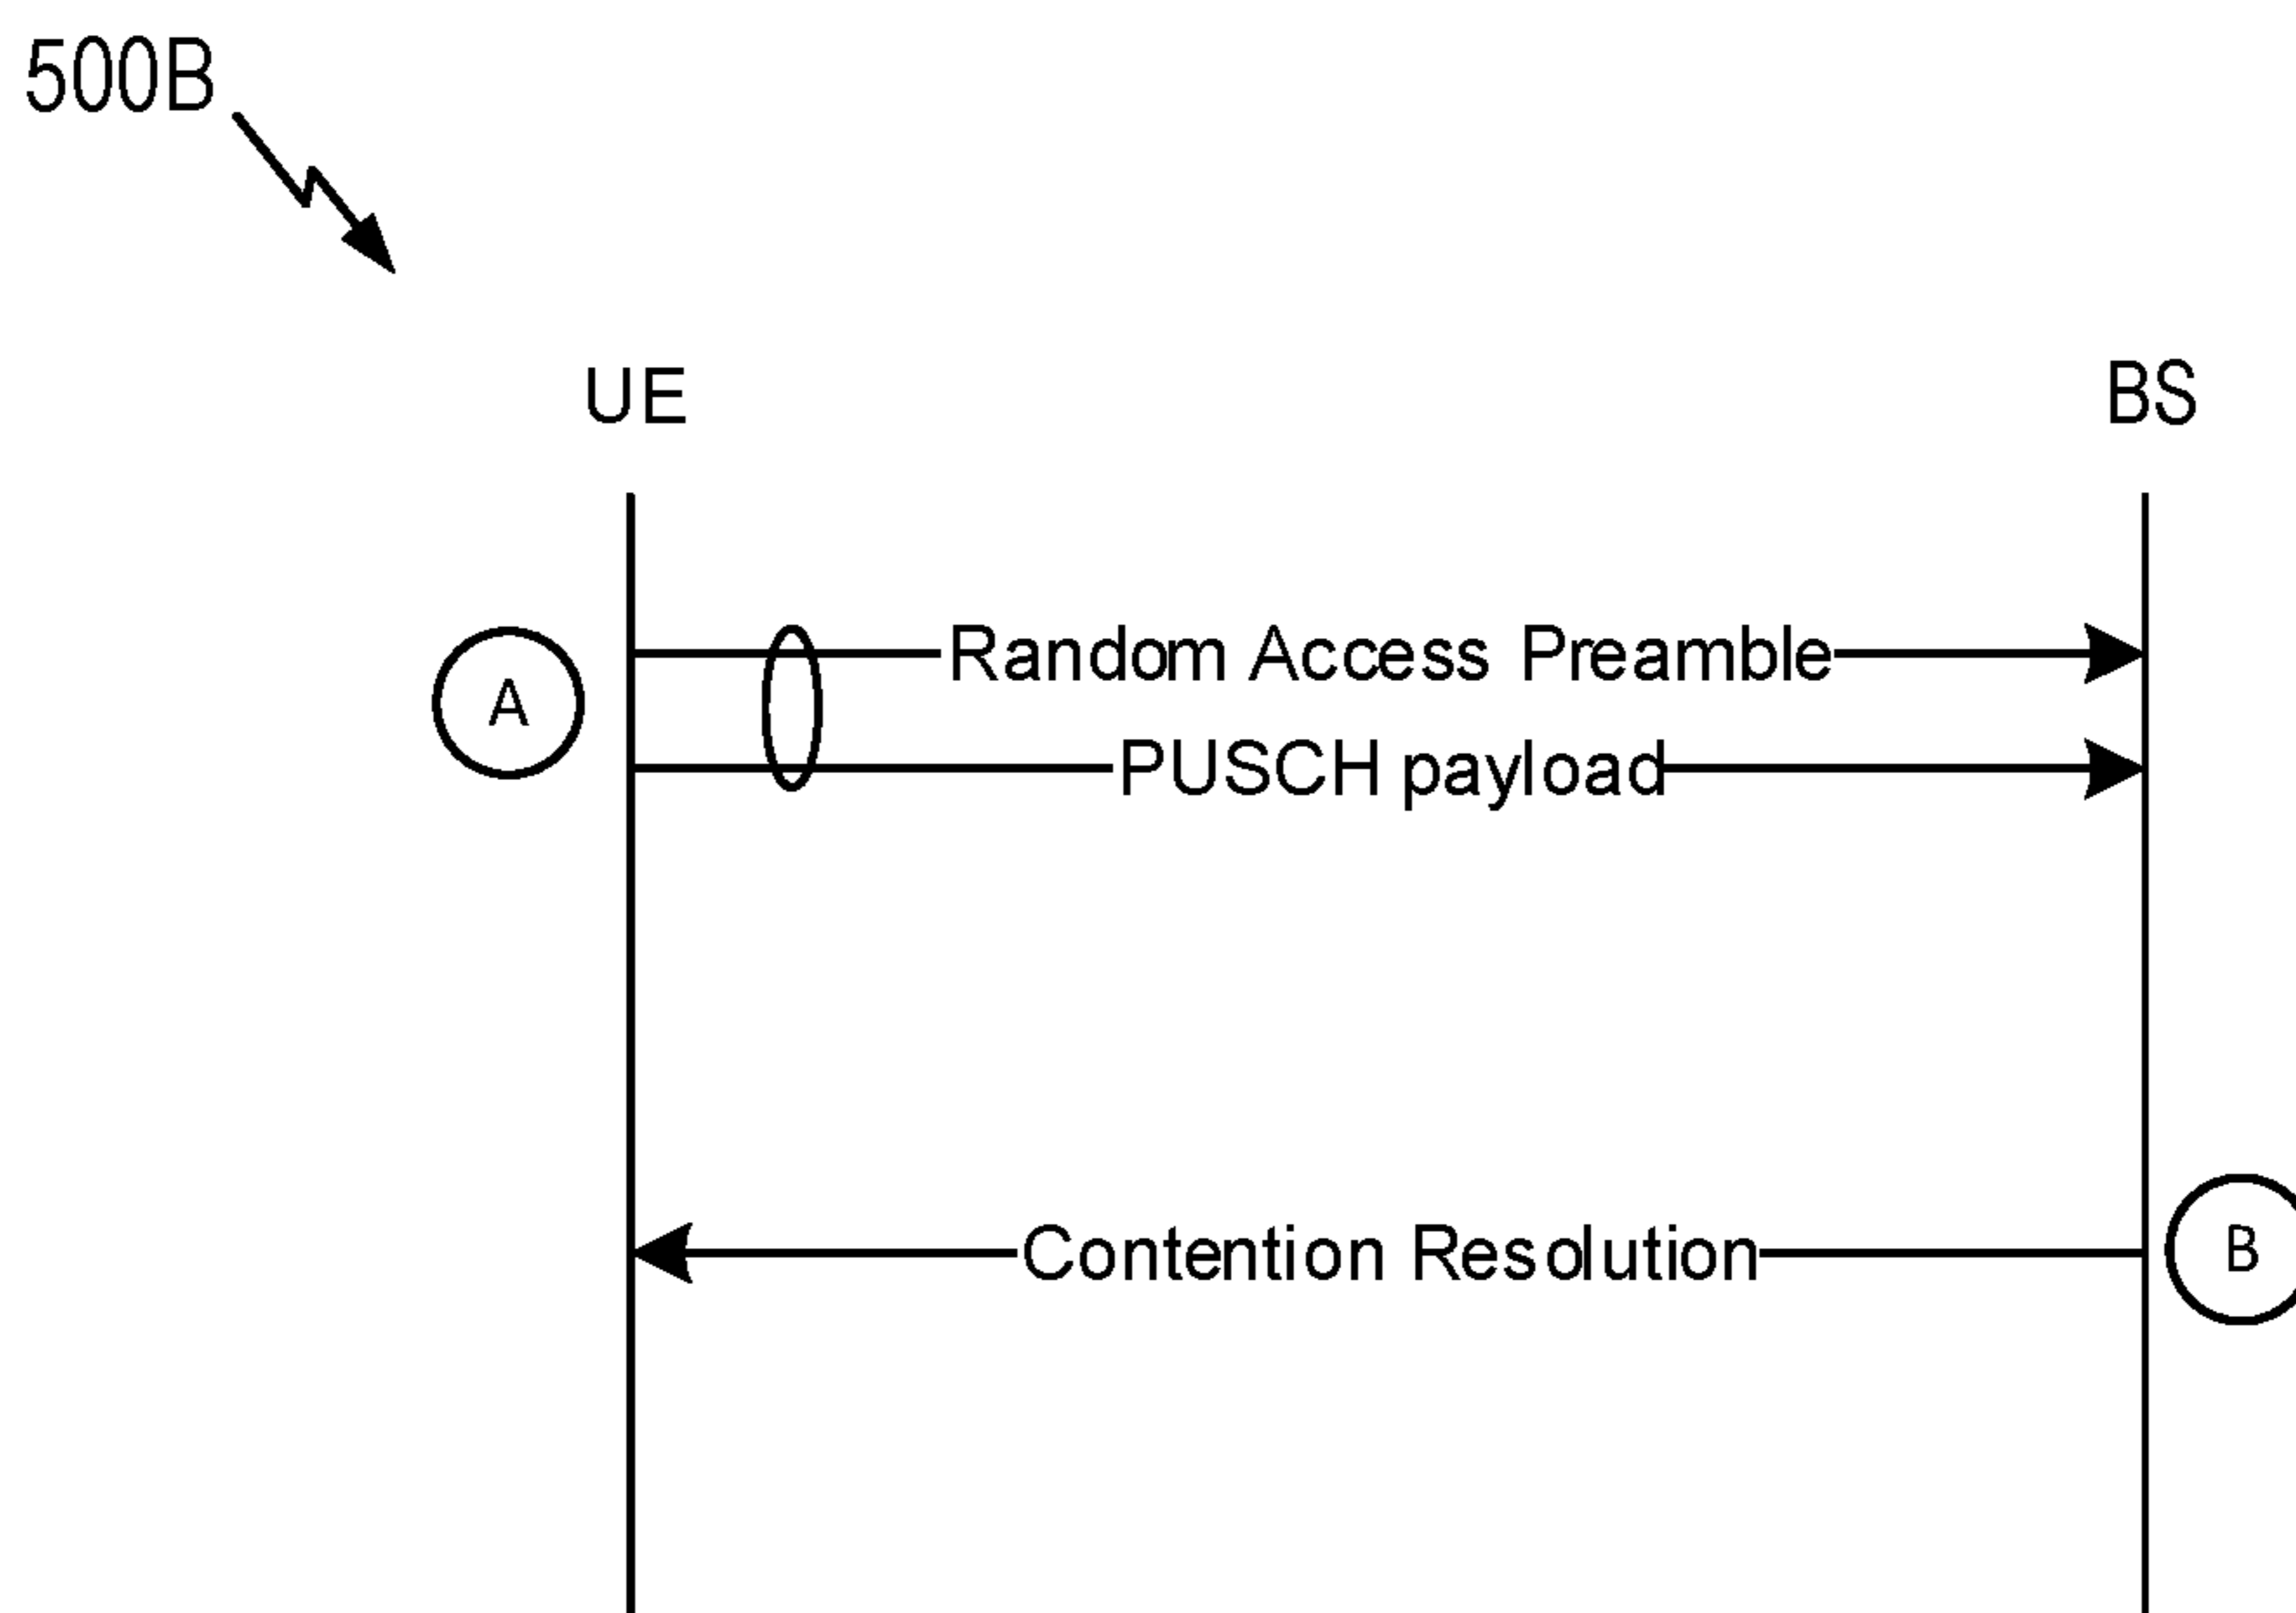 500B
UE
BS
Random Access Preamble
A
PUSCH payload
Contention Resolution
B